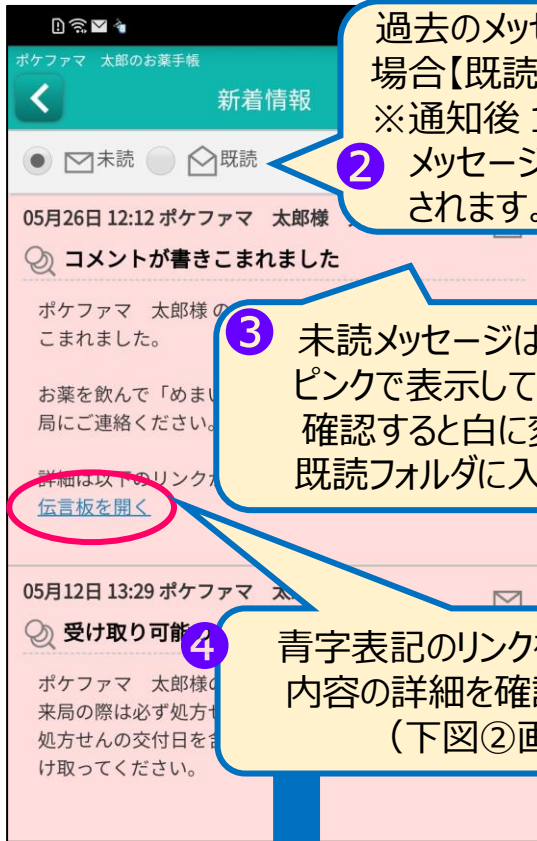 ポケファマ　太郎のお薬手帳
新着情報
未読 既読
過去のメッセ
場合【既読
※通知後
② メッセージ
されます。
05月26日 12:12 ポケファマ　太郎様
コメントが書きこまれました
ポケファマ　太郎様 の
こまれました。
お薬を飲んで「めまい
局にご連絡ください。
詳細は以下のリンクか
伝言板を開く
③ 未読メッセージは
ピンクで表示して
確認すると白に変
既読フォルダに入
05月12日 13:29 ポケファマ　太
受け取り可能の
ポケファマ　太郎様の
来局の際は必ず処方せ
処方せんの交付日を含
け取ってください。
④ 青字表記のリンクを
内容の詳細を確認
（下図②画